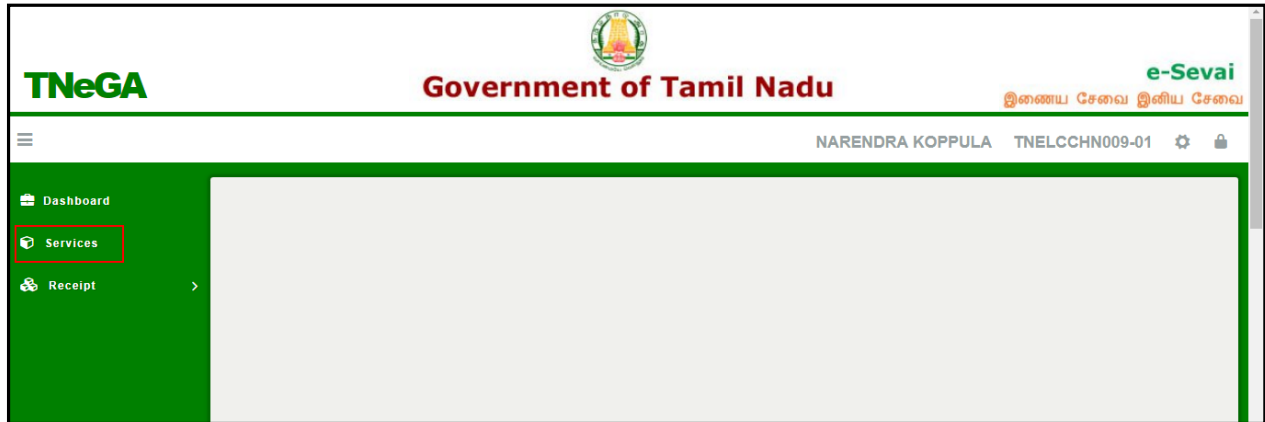 TNeGA
Government of Tamil Nadu
e-Sevai
இணைய சேவை இனிய சேவை
NARENDRA KOPPULA TNELCCHN009-01
Dashboard
Services
Receipt